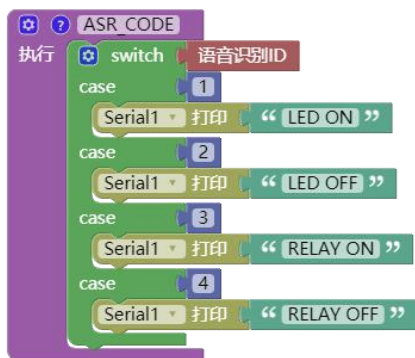 ASR_CODE
执行 switch 语音识别ID
case 1
Serial1 打印 “ LED ON ”
case 2
Serial1 打印 “ LED OFF ”
case 3
Serial1 打印 “ RELAY ON ”
case 4
Serial1 打印 “ RELAY OFF ”